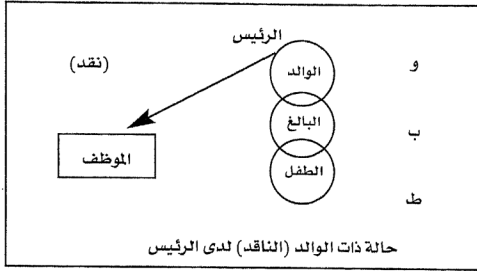 الرئيس
و
الوالد
(نقد)
ب
البالغ
الموظف
الطفل
ط
حالة ذات الوالد (الناقد) لدى الرئيس